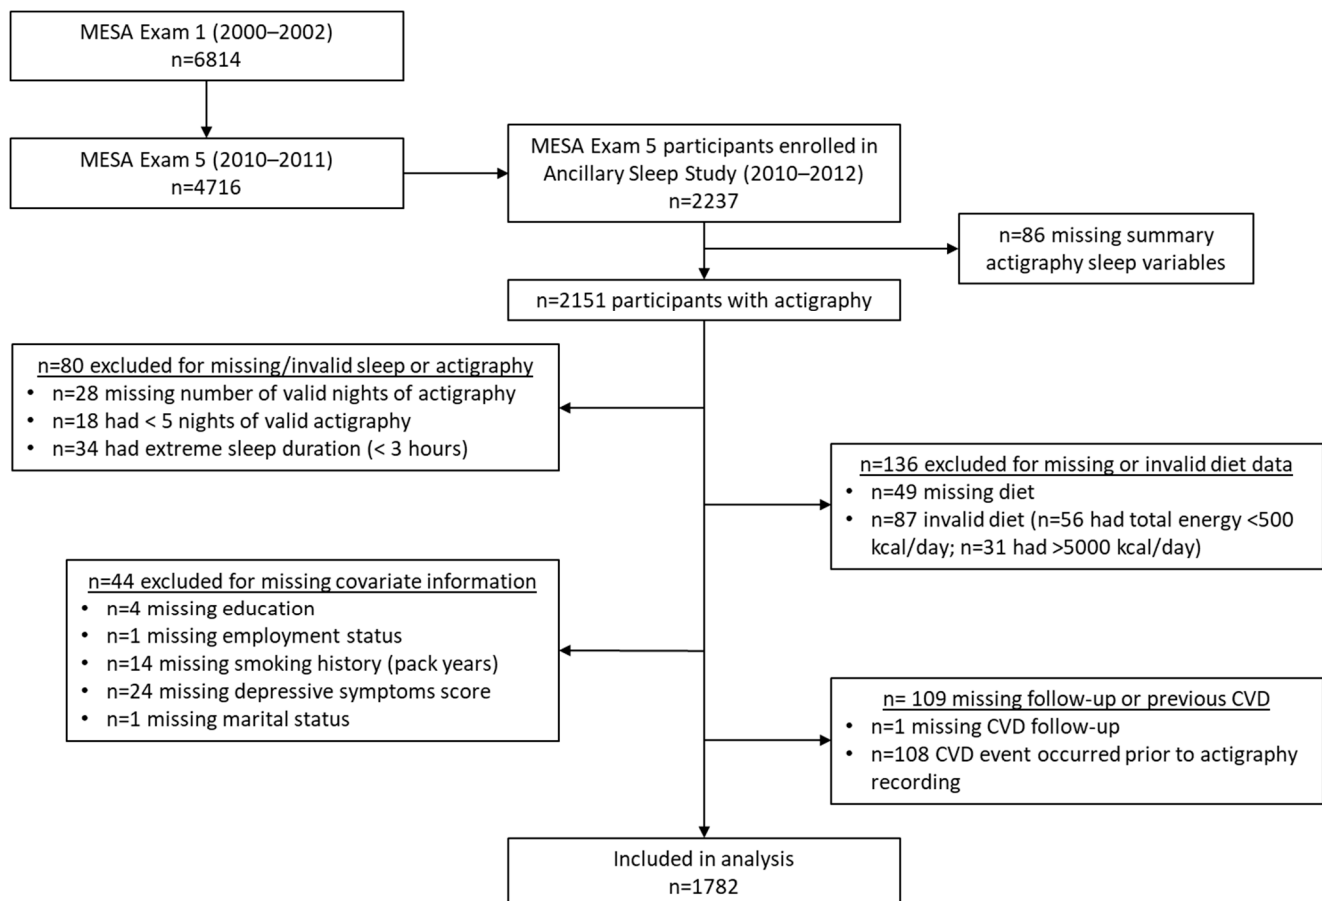 MESA Exam 1 (2000–2002)
n=6814
MESA Exam 5 (2010–2011)
n=4716
MESA Exam 5 participants enrolled in
Ancillary Sleep Study (2010–2012)
n=2237
n=86 missing summary
actigraphy sleep variables
n=2151 participants with actigraphy
n=80 excluded for missing/invalid sleep or actigraphy
• n=28 missing number of valid nights of actigraphy
• n=18 had < 5 nights of valid actigraphy
• n=34 had extreme sleep duration (< 3 hours)
n=136 excluded for missing or invalid diet data
• n=49 missing diet
• n=87 invalid diet (n=56 had total energy <500
kcal/day; n=31 had >5000 kcal/day)
n=44 excluded for missing covariate information
• n=4 missing education
• n=1 missing employment status
• n=14 missing smoking history (pack years)
• n=24 missing depressive symptoms score
• n=1 missing marital status
n= 109 missing follow-up or previous CVD
• n=1 missing CVD follow-up
• n=108 CVD event occurred prior to actigraphy
recording
Included in analysis
n=1782